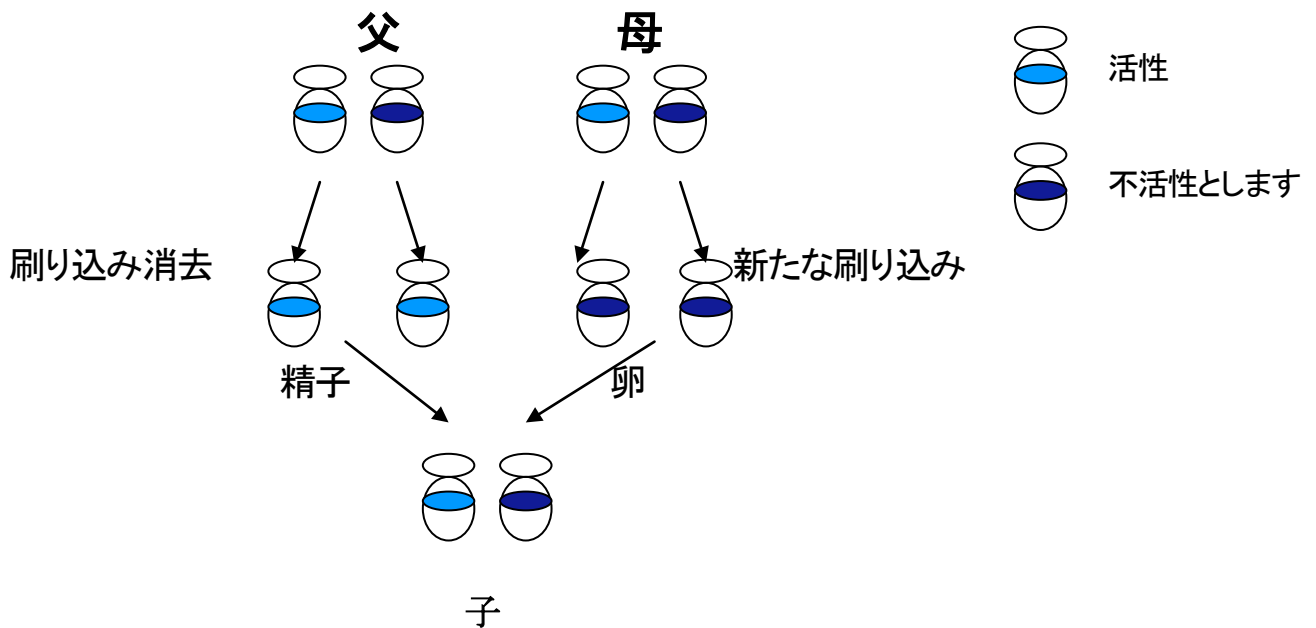 父
母
活性
不活性とします
刷り込み消去
新たな刷り込み
精子
卵
子